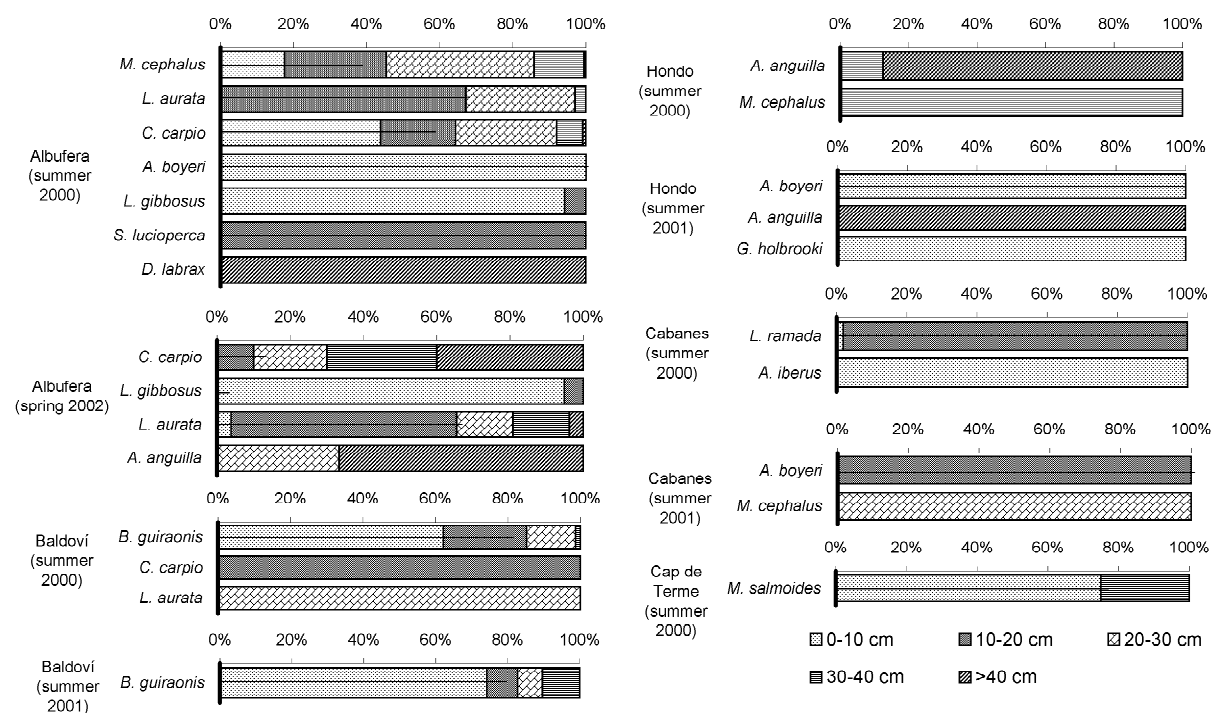 0% 20% 40% 60% 80% 100%
Albufera
(summer
2000)
M. cephalus
L. aurata
C. carpio
A. boyeri
L. gibbosus
S. lucioperca
D. labrax
0% 20% 40% 60% 80% 100%
Albufera
(spring 2002)
C. carpio
L. gibbosus
L. aurata
A. anguilla
0% 20% 40% 60% 80% 100%
Baldoví
(summer
2000)
B. guiraonis
C. carpio
L. aurata
0% 20% 40% 60% 80% 100%
Baldoví
(summer
2001)
B. guiraonis
0% 20% 40% 60% 80% 100%
Hondo
(summer
2000)
A. anguilla
M. cephalus
0% 20% 40% 60% 80% 100%
Hondo
(summer
2001)
A. boyeri
A. anguilla
G. holbrooki
0% 20% 40% 60% 80% 100%
Cabanes
(summer
2000)
L. ramada
A. iberus
0% 20% 40% 60% 80% 100%
Cabanes
(summer
2001)
A. boyeri
M. cephalus
0% 20% 40% 60% 80% 100%
Cap de
Terme
(summer
2000)
M. salmoides
0-10 cm 10-20 cm 20-30 cm
30-40 cm >40 cm